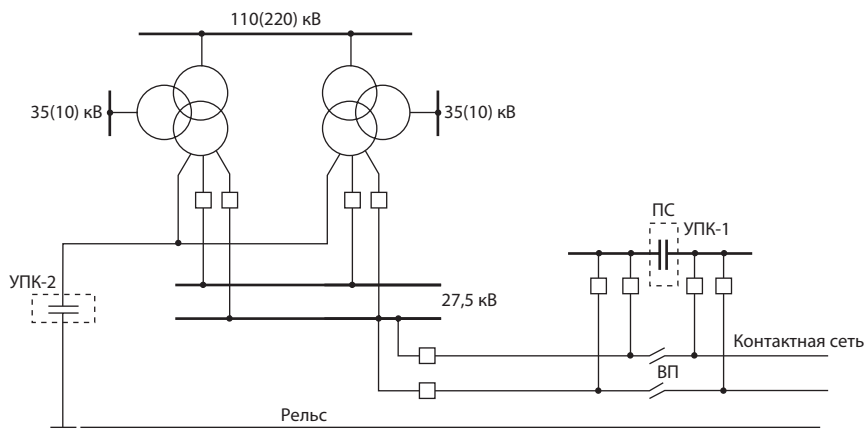 110(220) кВ
35(10) кВ
35(10) кВ
ПС
УПК-1
УПК-2
27,5 кВ
Контактная сеть
ВП
Рельс